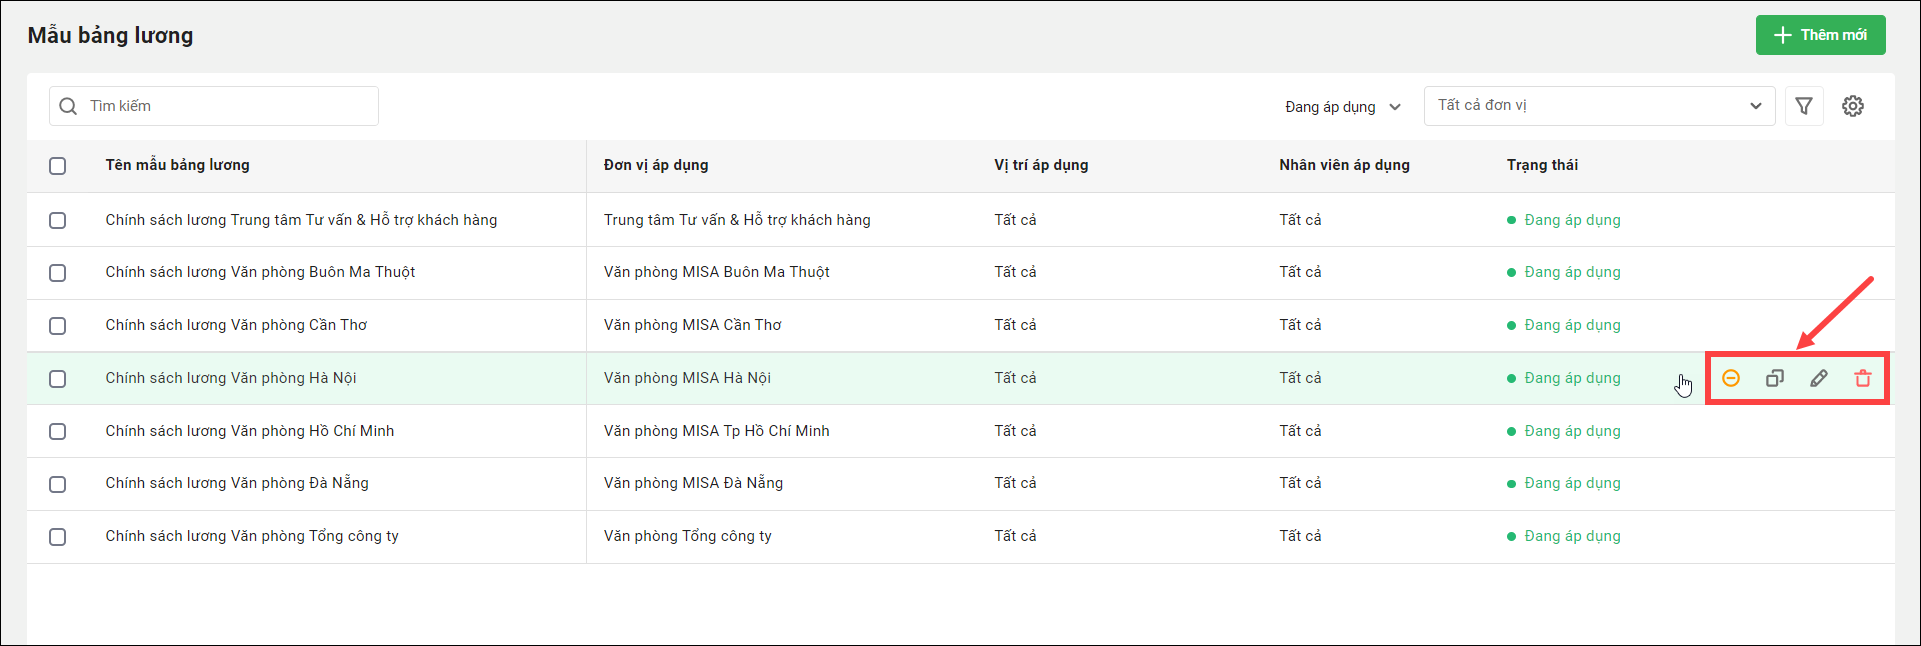 Mẫu bảng lương
Thêm mới
Tìm kiếm
Đang áp dụng
Tất cả đơn vị
Tên mẫu bảng lương Đơn vị áp dụng Vị trí áp dụng Nhân viên áp dụng Trạng thái
Chính sách lương Trung tâm Tư vấn & Hỗ trợ khách hàng Trung tâm Tư vấn & Hỗ trợ khách hàng Tất cả Tất cả Đang áp dụng
Chính sách lương Văn phòng Buôn Ma Thuột Văn phòng MISA Buôn Ma Thuột Tất cả Tất cả Đang áp dụng
Chính sách lương Văn phòng Cần Thơ Văn phòng MISA Cần Thơ Tất cả Tất cả Đang áp dụng
Chính sách lương Văn phòng Hà Nội Văn phòng MISA Hà Nội Tất cả Tất cả Đang áp dụng
Chính sách lương Văn phòng Hồ Chí Minh Văn phòng MISA Tp Hồ Chí Minh Tất cả Tất cả Đang áp dụng
Chính sách lương Văn phòng Đà Nẵng Văn phòng MISA Đà Nẵng Tất cả Tất cả Đang áp dụng
Chính sách lương Văn phòng Tổng công ty Văn phòng Tổng công ty Tất cả Tất cả Đang áp dụng